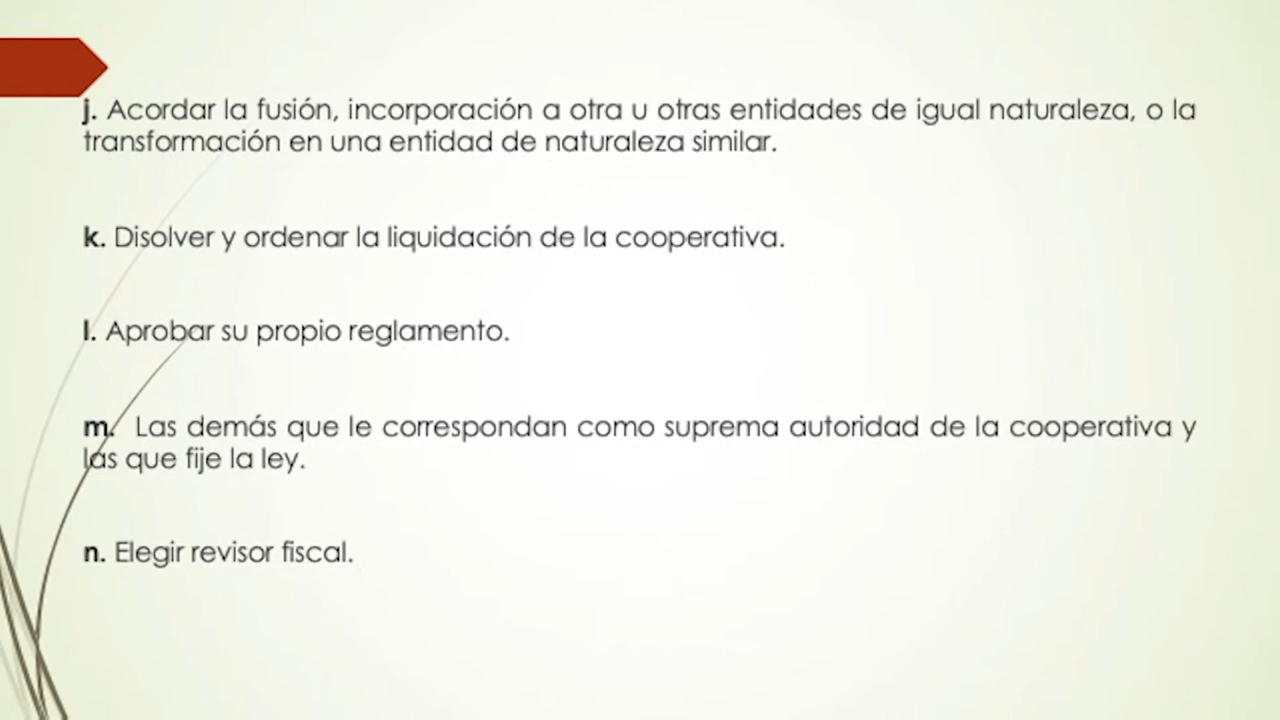 j. Acordar la fusión, incorporación a otra u otras entidades de igual naturaleza, o la
transformación en una entidad de naturaleza similar.
k. Disolver y ordenar la liquidación de la cooperativa.
l. Aprobar su propio reglamento.
m. Las demás que le correspondan como suprema autoridad de la cooperativa y
las que fije la ley.
n. Elegir revisor fiscal.